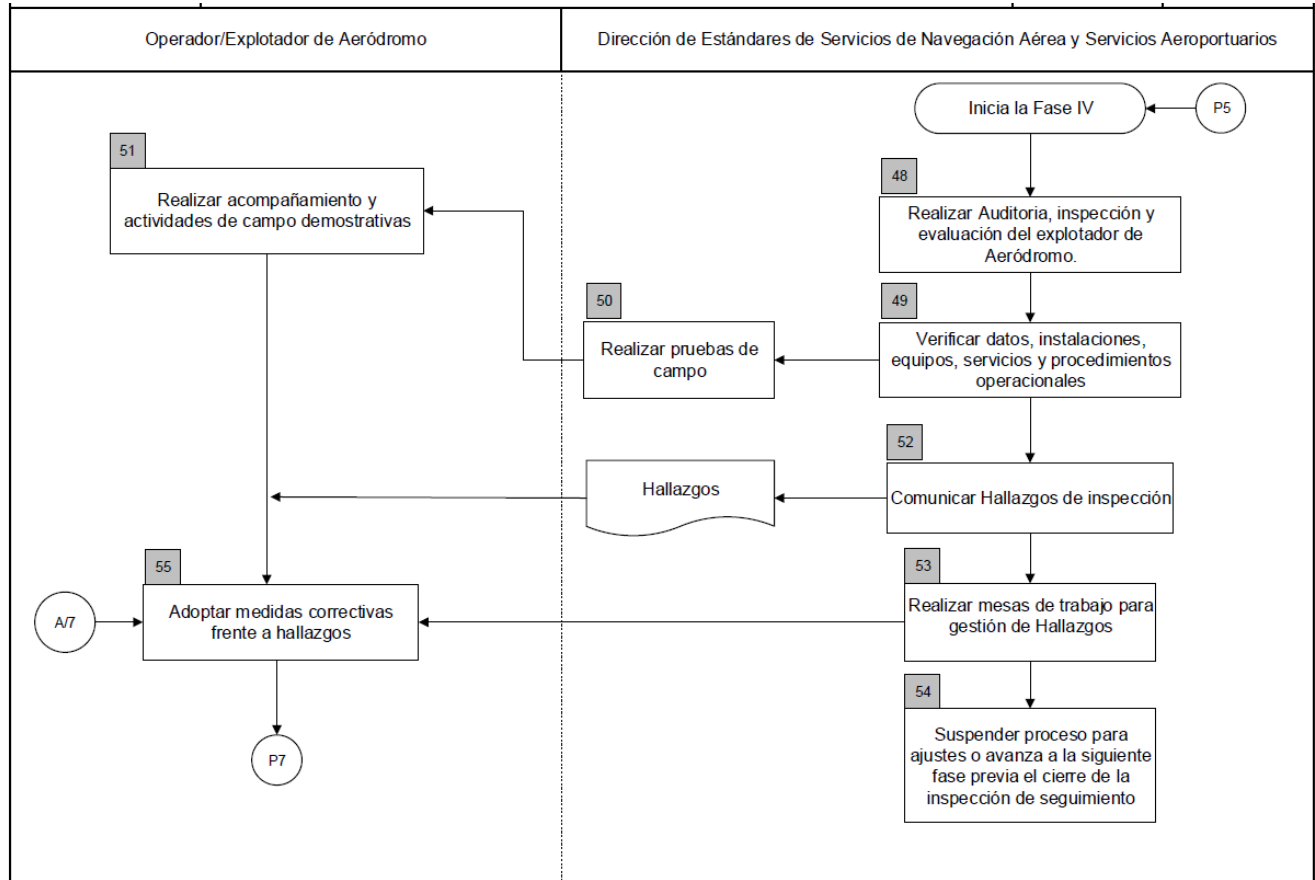 Operador/Explotador de Aeródromo
Dirección de Estándares de Servicios de Navegación Aérea y Servicios Aeroportuarios
Inicia la Fase IV
P5
51
Realizar acompañamiento y
actividades de campo demostrativas
48
Realizar Auditoria, inspección y
evaluación del explotador de
Aeródromo.
50
Realizar pruebas de
campo
49
Verificar datos, instalaciones,
equipos, servicios y procedimientos
operacionales
52
Comunicar Hallazgos de inspección
Hallazgos
55
Adoptar medidas correctivas
frente a hallazgos
A/7
53
Realizar mesas de trabajo para
gestión de Hallazgos
54
Suspender proceso para
ajustes o avanza a la siguiente
fase previa el cierre de la
inspección de seguimiento
P7